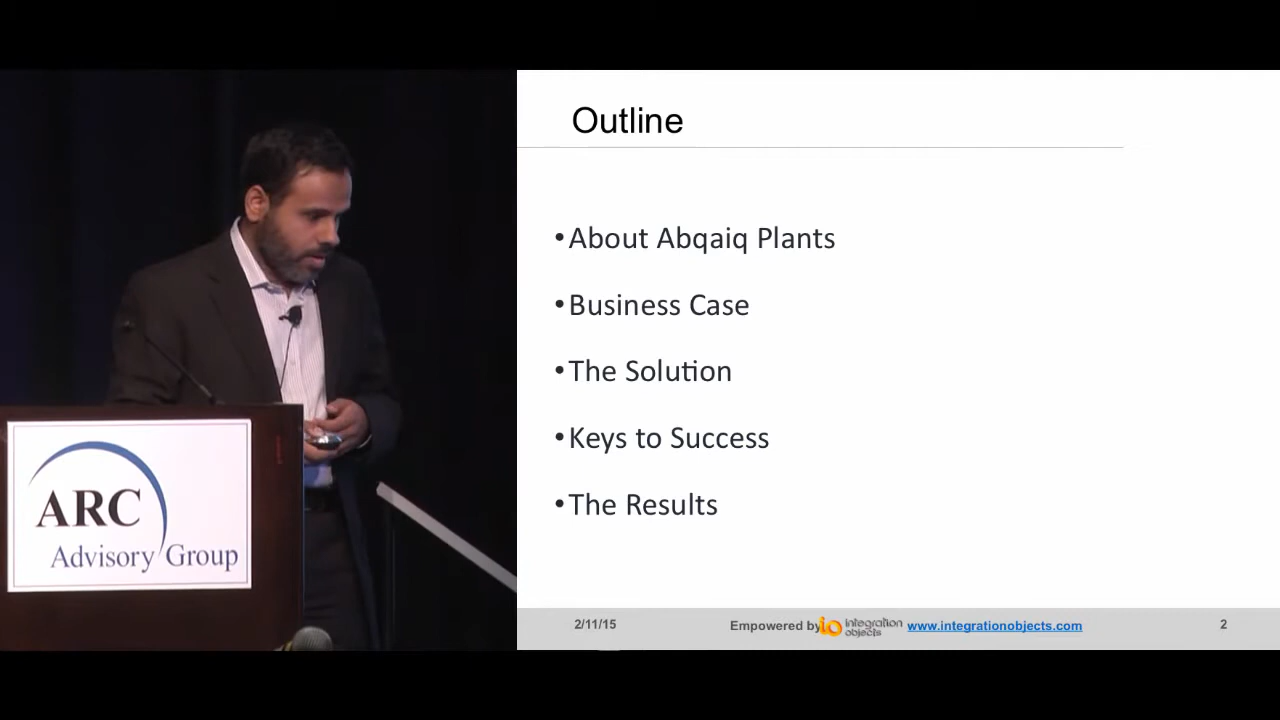 Outline
•About Abqaiq Plants
•Business Case
•The Solution
•Keys to Success
•The Results
2/11/15
Empowered by
io integration
objects
www.integrationobjects.com
2
ARC
Advisory Group